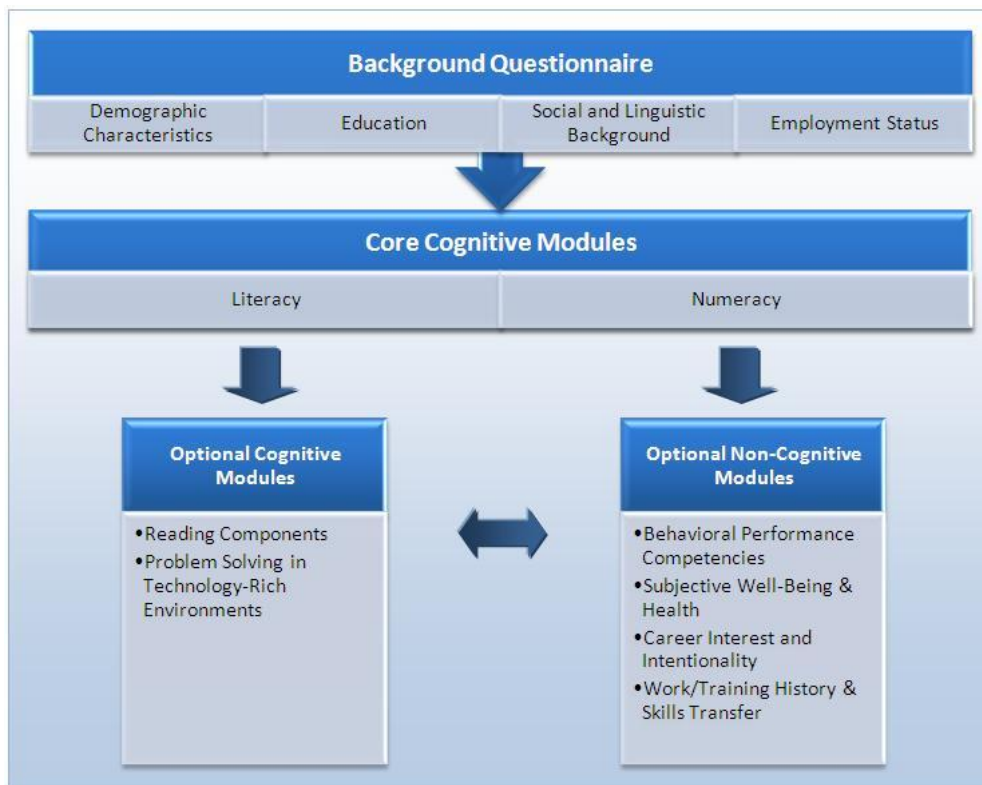 Background Questionnaire
Demographic
Characteristics
Education
Social and Linguistic
Background
Employment Status
Core Cognitive Modules
Literacy
Numeracy
Optional Cognitive
Modules
•Reading Components
•Problem Solving in
Technology-Rich
Environments
Optional Non-Cognitive
Modules
•Behavioral Performance
Competencies
•Subjective Well-Being &
Health
•Career Interest and
Intentionality
•Work/Training History &
Skills Transfer